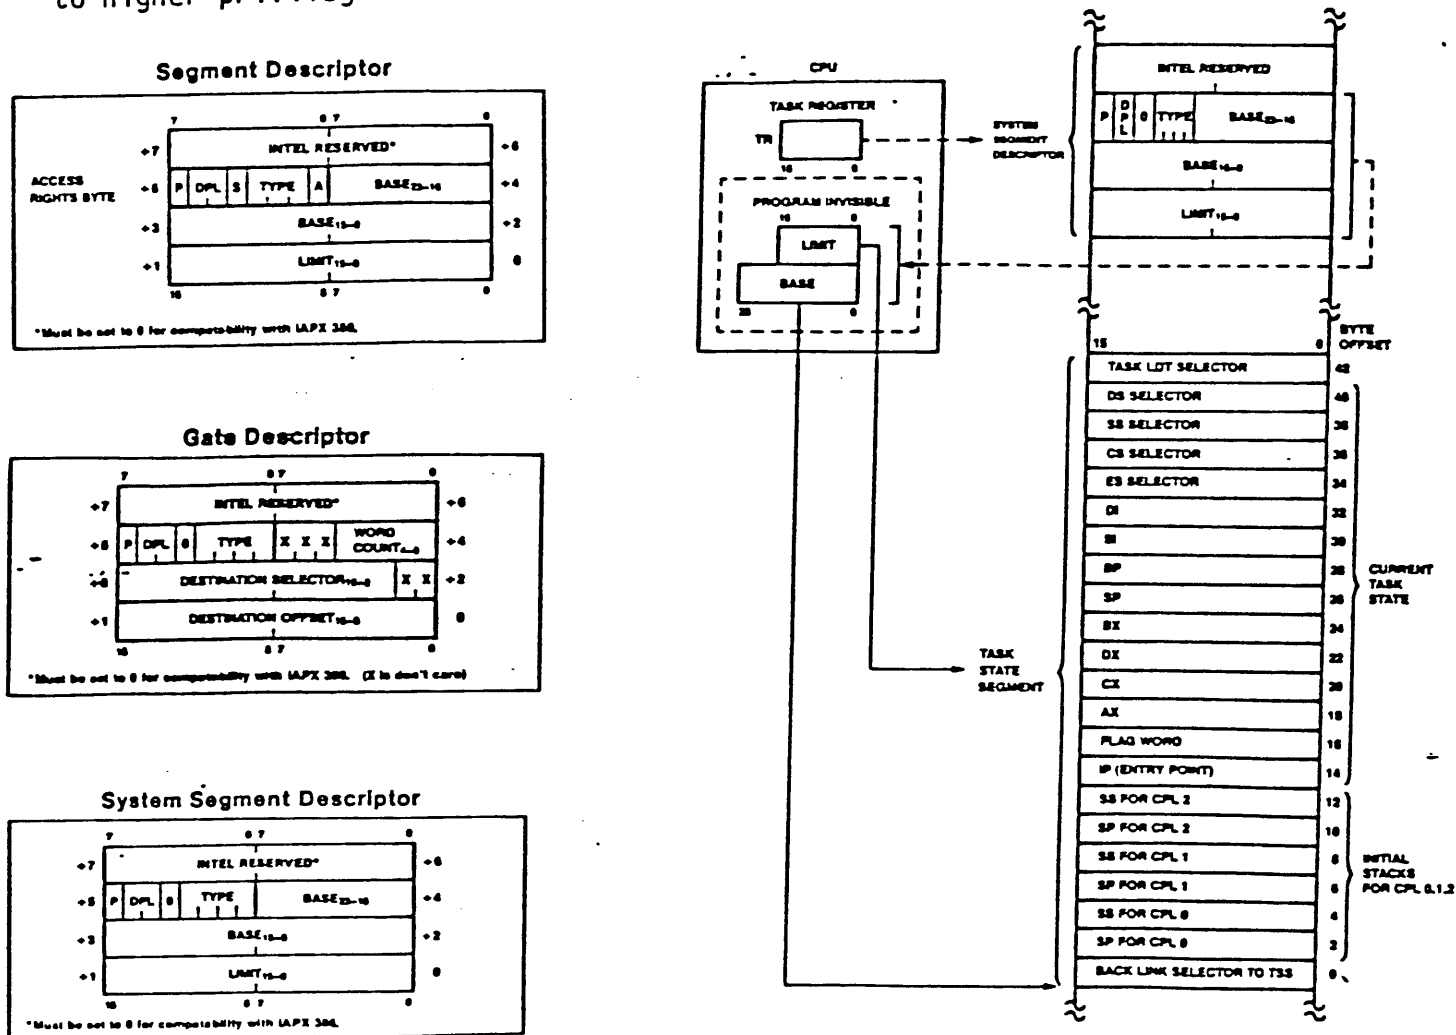 to higher
Segment Descriptor
7 0 7 0
+7 INTEL RESERVED* +6
ACCESS RIGHTS BYTE
+5 P DPL S TYPE A BASE23–16 +4
+3 BASE15–0 +2
+1 LIMIT15–0 0
15 8 7 0
*Must be set to 0 for compatability with IAPX 386.
Gate Descriptor
7 0 7 0
+7 INTEL RESERVED* +6
+5 P DPL 0 TYPE X X X WORD COUNT4–0 +4
+3 DESTINATION SELECTOR15–0 X X +2
+1 DESTINATION OFFSET15–0 0
15 8 7 0
*Must be set to 0 for compatability with IAPX 386. (X is don't care)
System Segment Descriptor
7 0 7 0
+7 INTEL RESERVED* +6
+5 P DPL 0 TYPE BASE23–16 +4
+3 BASE15–0 +2
+1 LIMIT15–0 0
15 8 7 0
*Must be set to 0 for compatability with IAPX 386.
CPU
TASK REGISTER
TR
15 0
PROGRAM INVISIBLE
15 0
LIMIT
BASE
23 0
SYSTEM
SEGMENT
DESCRIPTOR
INTEL RESERVED
P DPL 0 TYPE BASE23–16
BASE15–0
LIMIT15–0
15 0
BYTE
OFFSET
TASK
STATE
SEGMENT
TASK LDT SELECTOR 42
DS SELECTOR 40
SS SELECTOR 38
CS SELECTOR 36
ES SELECTOR 34
DI 32
SI 30
BP 28
SP 26
BX 24
DX 22
CX 20
AX 18
FLAG WORD 16
IP (ENTRY POINT) 14
CURRENT
TASK
STATE
SS FOR CPL 2 12
SP FOR CPL 2 10
SS FOR CPL 1 8
SP FOR CPL 1 6
SS FOR CPL 0 4
SP FOR CPL 0 2
INITIAL
STACKS
FOR CPL 0,1,2
BACK LINK SELECTOR TO TSS 0